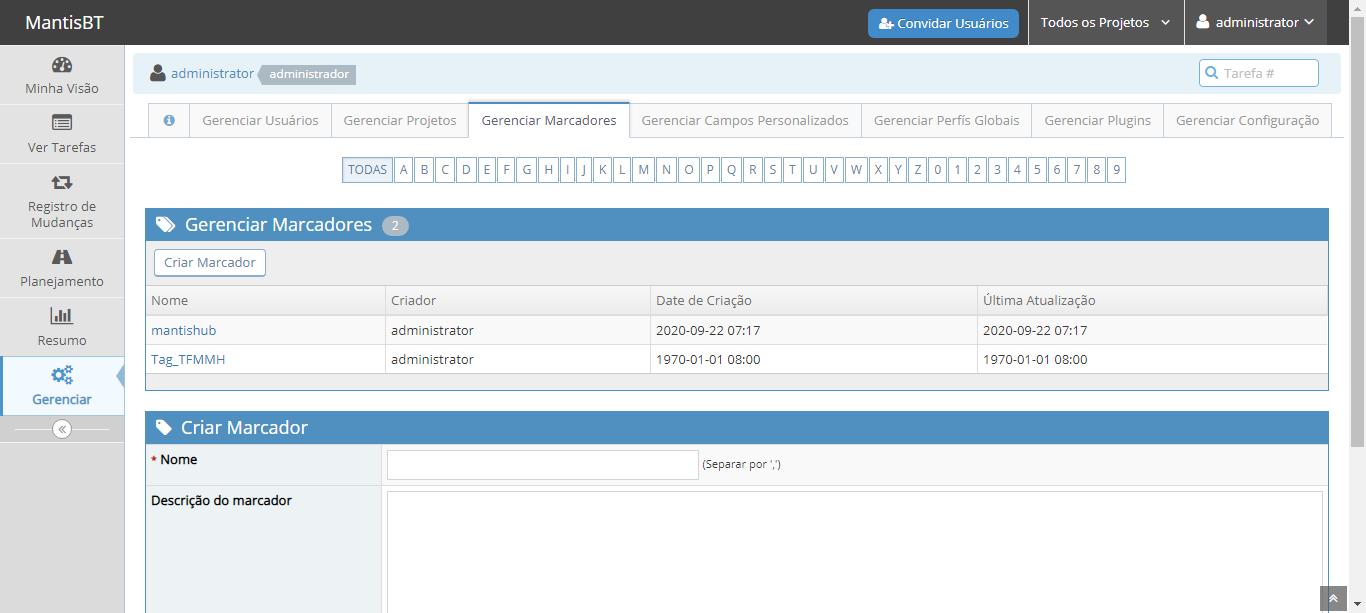 MantisBT
Convidar Usuários
Todos os Projetos
administrator
Minha Visão
Ver Tarefas
Registro de
Mudanças
Planejamento
Resumo
Gerenciar
administrator administrador
Tarefa #
Gerenciar Usuários Gerenciar Projetos Gerenciar Marcadores Gerenciar Campos Personalizados Gerenciar Perfís Globais Gerenciar Plugins Gerenciar Configuração
TODAS A B C D E F G H I J K L M N O P Q R S T U V W X Y Z 0 1 2 3 4 5 6 7 8 9
Gerenciar Marcadores 2
Criar Marcador
Nome Criador Date de Criação Última Atualização
mantishub administrator 2020-09-22 07:17 2020-09-22 07:17
Tag_TFMMH administrator 1970-01-01 08:00 1970-01-01 08:00
Criar Marcador
* Nome (Separar por ',')
Descrição do marcador